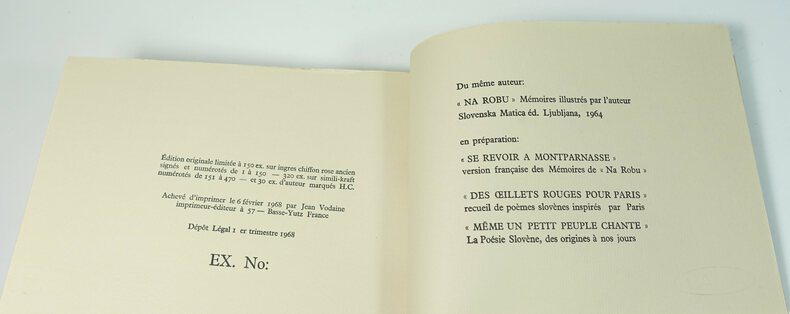 Édition originale limitée à 150 ex. sur ingres chiffon rose ancien
signés et numérotés de 1 à 150 — 320 ex. sur simili-kraft
numérotés de 151 à 470 — et 30 ex. d'auteur marqués H.C.
Achevé d'imprimer le 6 février 1968 par Jean Vodaine
imprimeur-éditeur à 57 — Basse-Yutz France
Dépôt Légal 1 er trimestre 1968
EX. No:
Du même auteur:
« NA ROBU » Mémoires illustrés par l'auteur
Slovenska Matica éd. Ljubljana, 1964
en préparation:
« SE REVOIR A MONTPARNASSE »
version française des Mémoires de « Na Robu »
« DES ŒILLETS ROUGES POUR PARIS »
recueil de poèmes slovènes inspirés par Paris
« MÊME UN PETIT PEUPLE CHANTE »
La Poésie Slovène, des origines à nos jours